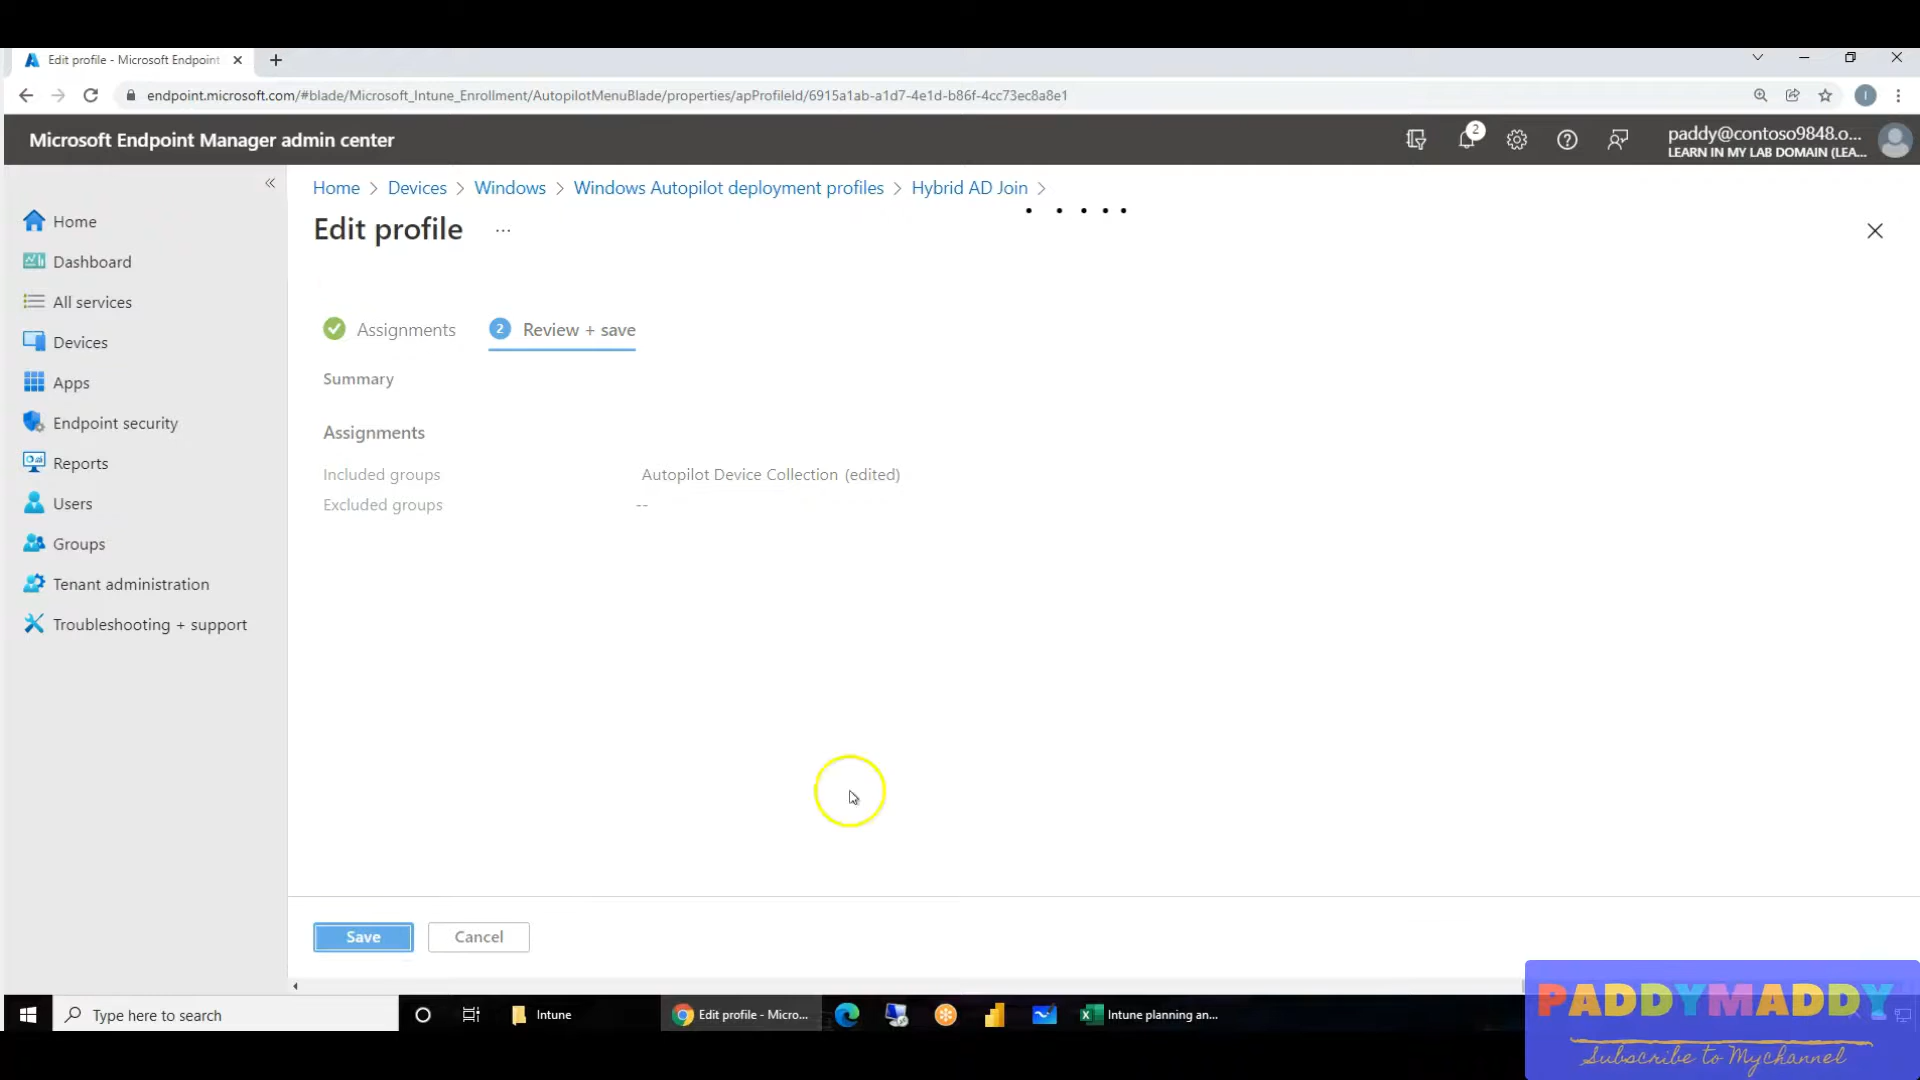 Edit profile - Microsoft Endpoint
endpoint.microsoft.com/#blade/Microsoft_Intune_Enrollment/AutopilotMenuBlade/properties/apProfileId/6915a1ab-a1d7-4e1d-b86f-4cc73ec8a8e1
I
Microsoft Endpoint Manager admin center
2
paddy@contoso9848.o...
LEARN IN MY LAB DOMAIN (LEA...
Home > Devices > Windows > Windows Autopilot deployment profiles > Hybrid AD Join >
Edit profile ...
Home
Dashboard
All services
Devices
Apps
Endpoint security
Reports
Users
Groups
Tenant administration
Troubleshooting + support
Assignments
2 Review + save
Summary
Assignments
Included groups Autopilot Device Collection (edited)
Excluded groups --
Save
Cancel
Type here to search
Intune
Edit profile - Micro...
Intune planning an...
PADDYMADDY
Subscribe to Mychannel